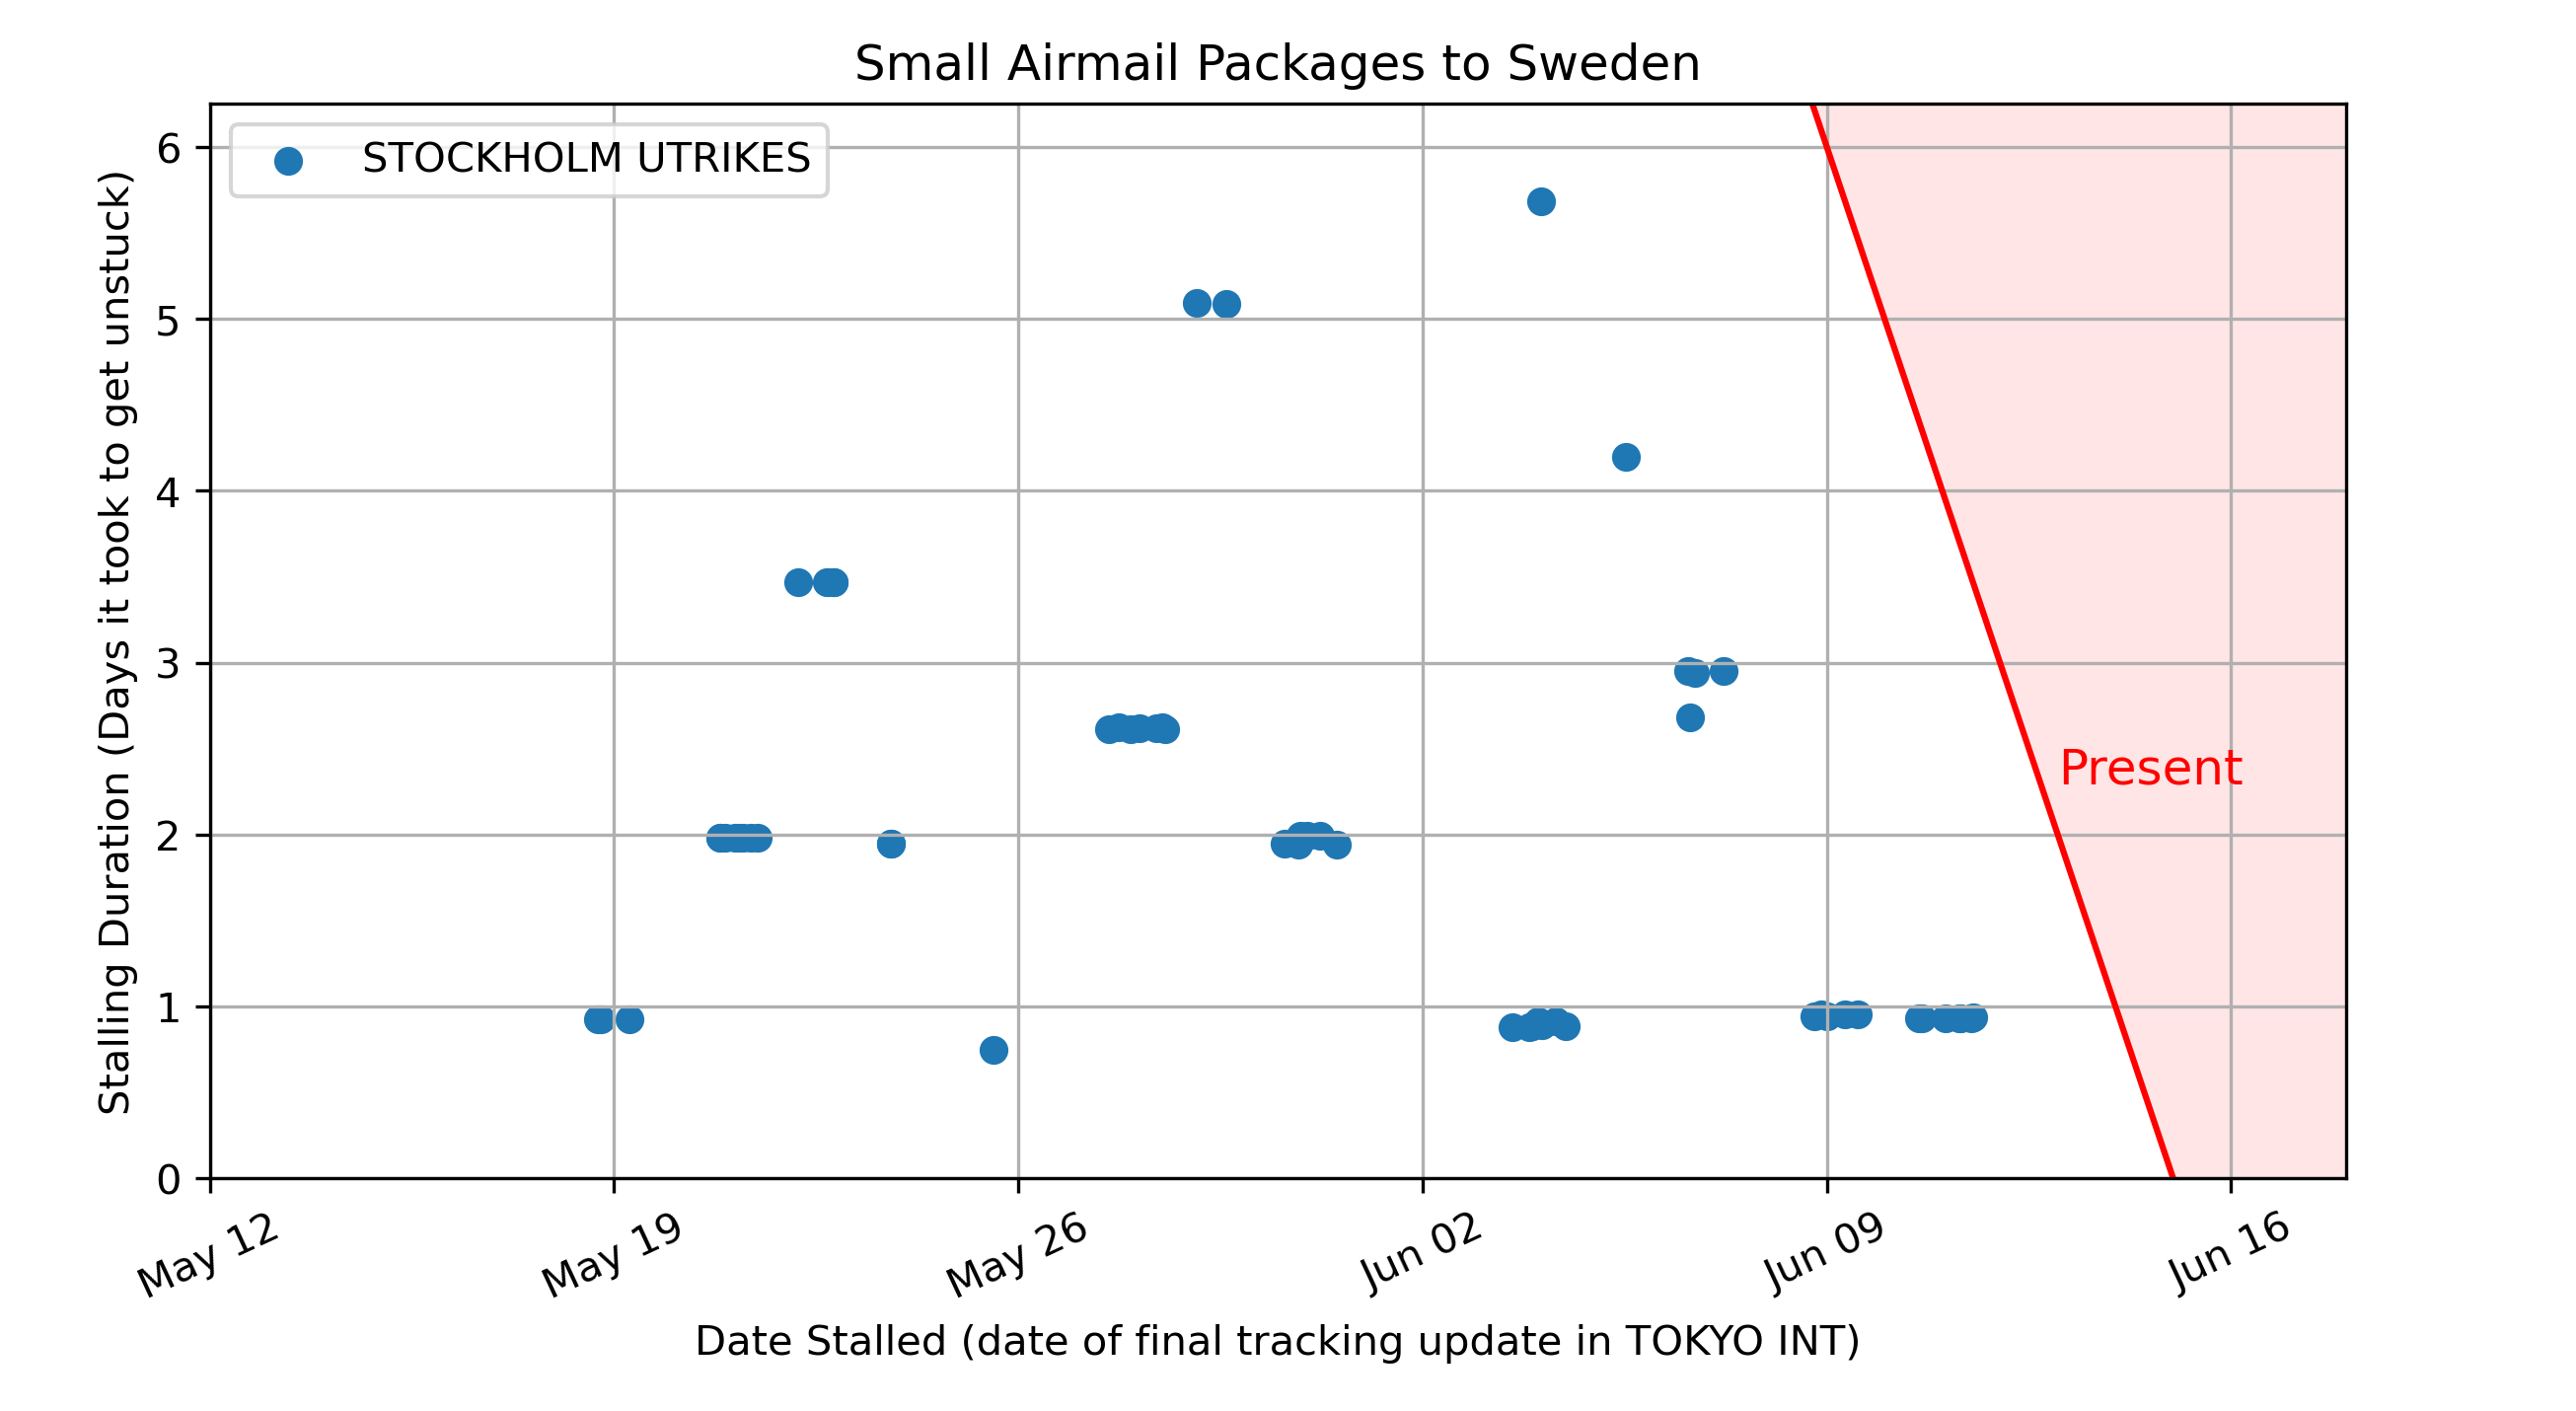 Small Airmail Packages to Sweden
STOCKHOLM UTRIKES
Stalling Duration (Days it took to get unstuck)
6
5
4
3
2
1
0
Present
May 12
May 19
May 26
Jun 02
Jun 09
Jun 16
Date Stalled (date of final tracking update in TOKYO INT)